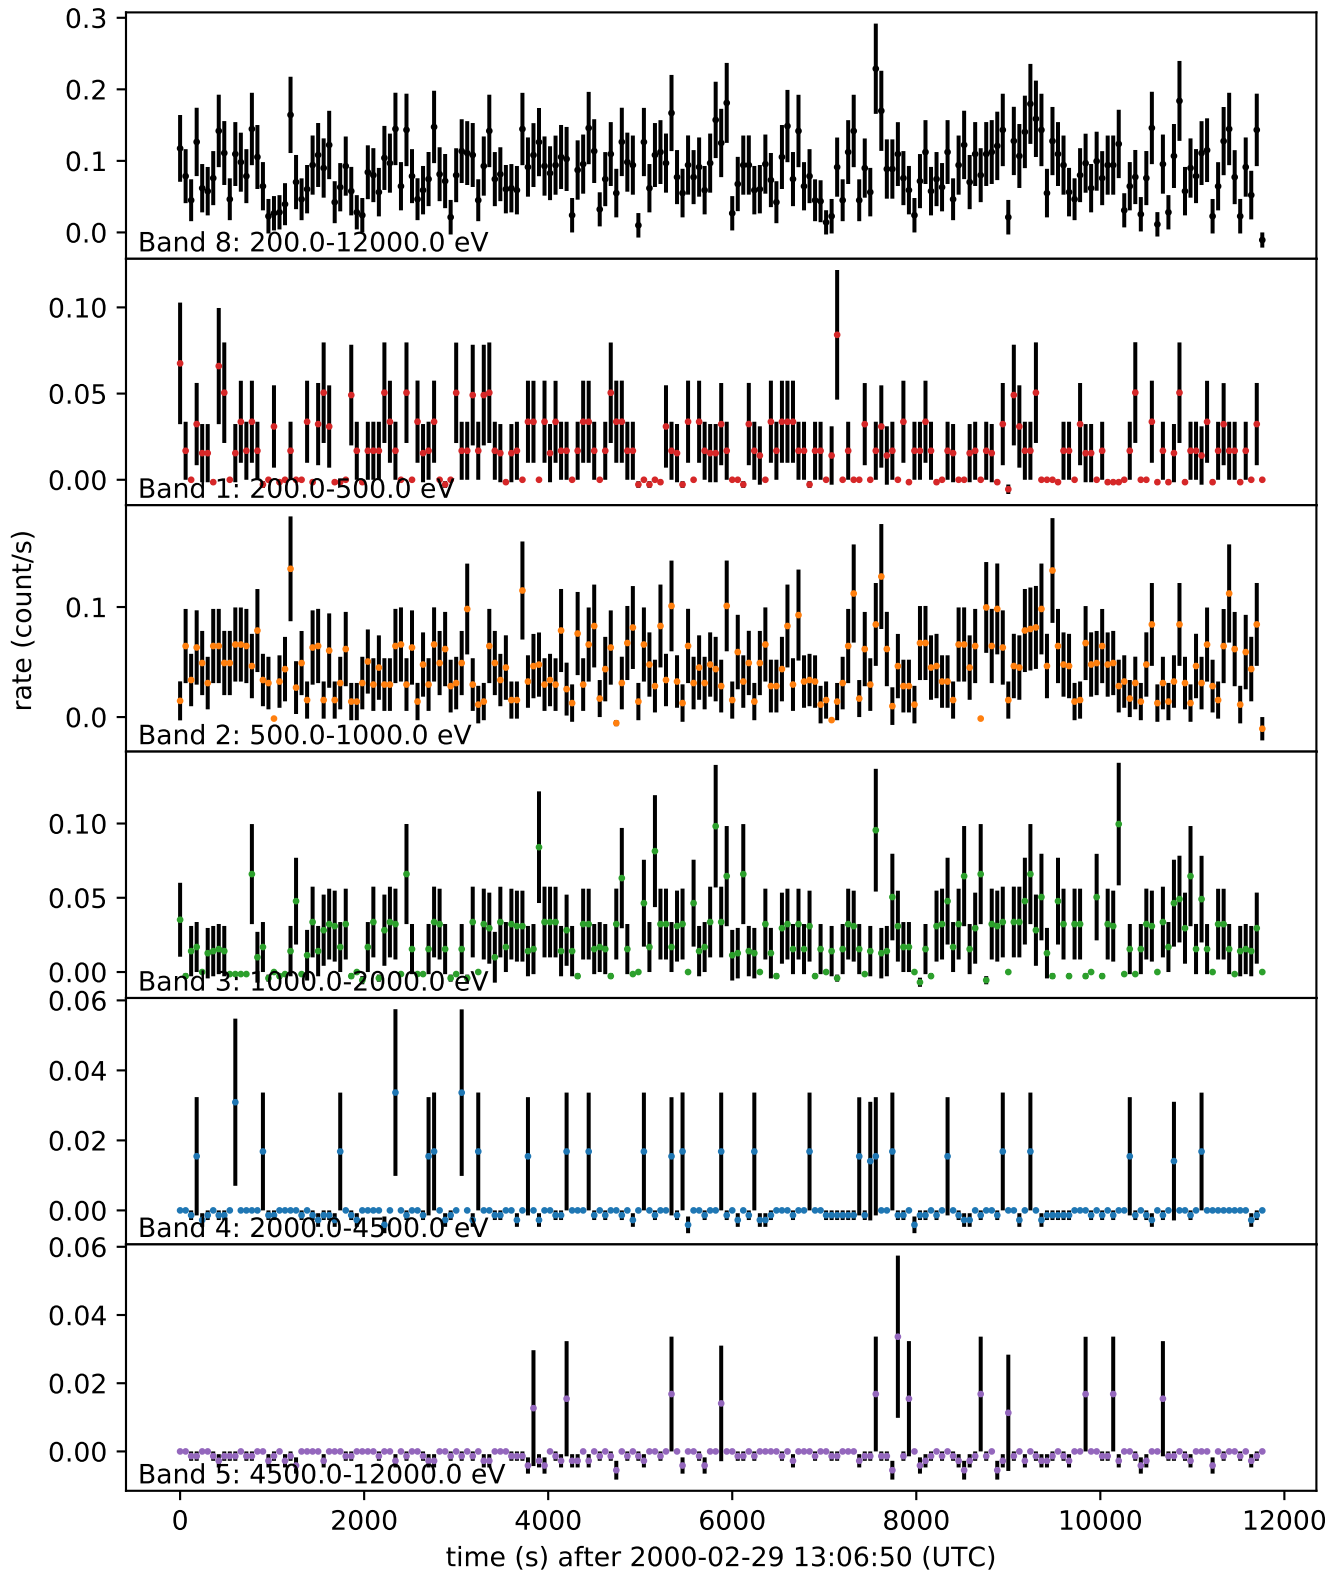 0.3
0.2
0.1
0.0
Band 8: 200.0-12000.0 eV
0.10
0.05
0.00
Band 1: 200.0-500.0 eV
0.1
0.0
Band 2: 500.0-1000.0 eV
rate (count/s)
0.10
0.05
0.00
Band 3: 1000.0-2000.0 eV
0.06
0.04
0.02
0.00
Band 4: 2000.0-4500.0 eV
0.06
0.04
0.02
0.00
Band 5: 4500.0-12000.0 eV
0 2000 4000 6000 8000 10000 12000
time (s) after 2000-02-29 13:06:50 (UTC)